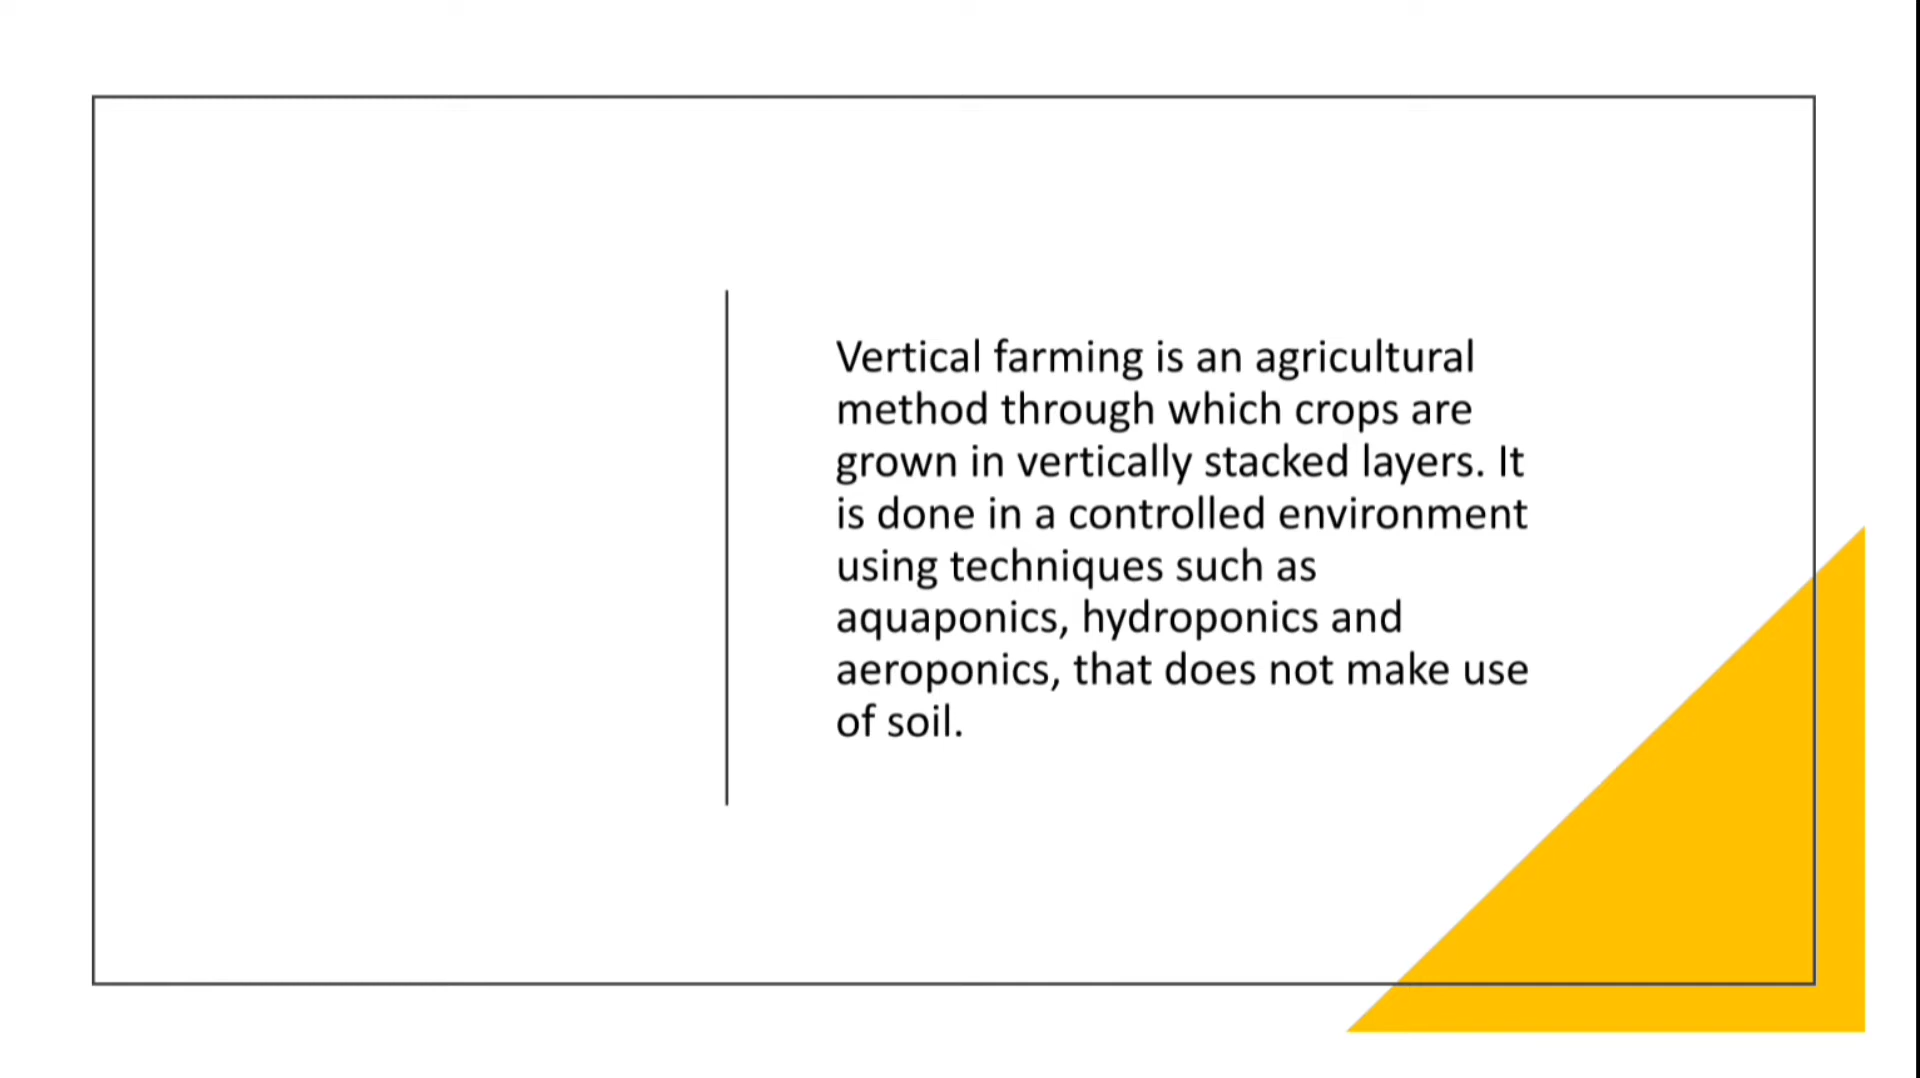 Vertical farming is an agricultural
method through which crops are
grown in vertically stacked layers. It
is done in a controlled environment
using techniques such as
aquaponics, hydroponics and
aeroponics, that does not make use
of soil.